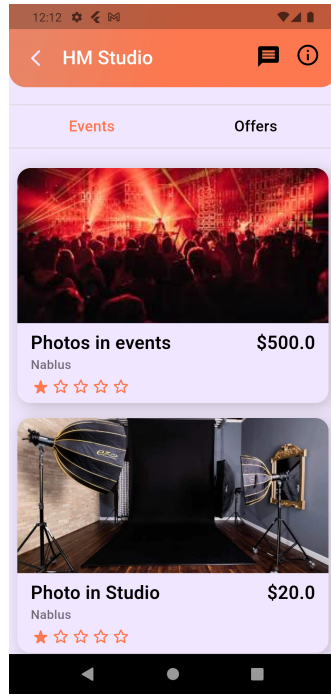 12:12
HM Studio
Events Offers
Photos in events $500.0
Nablus
Photo in Studio $20.0
Nablus